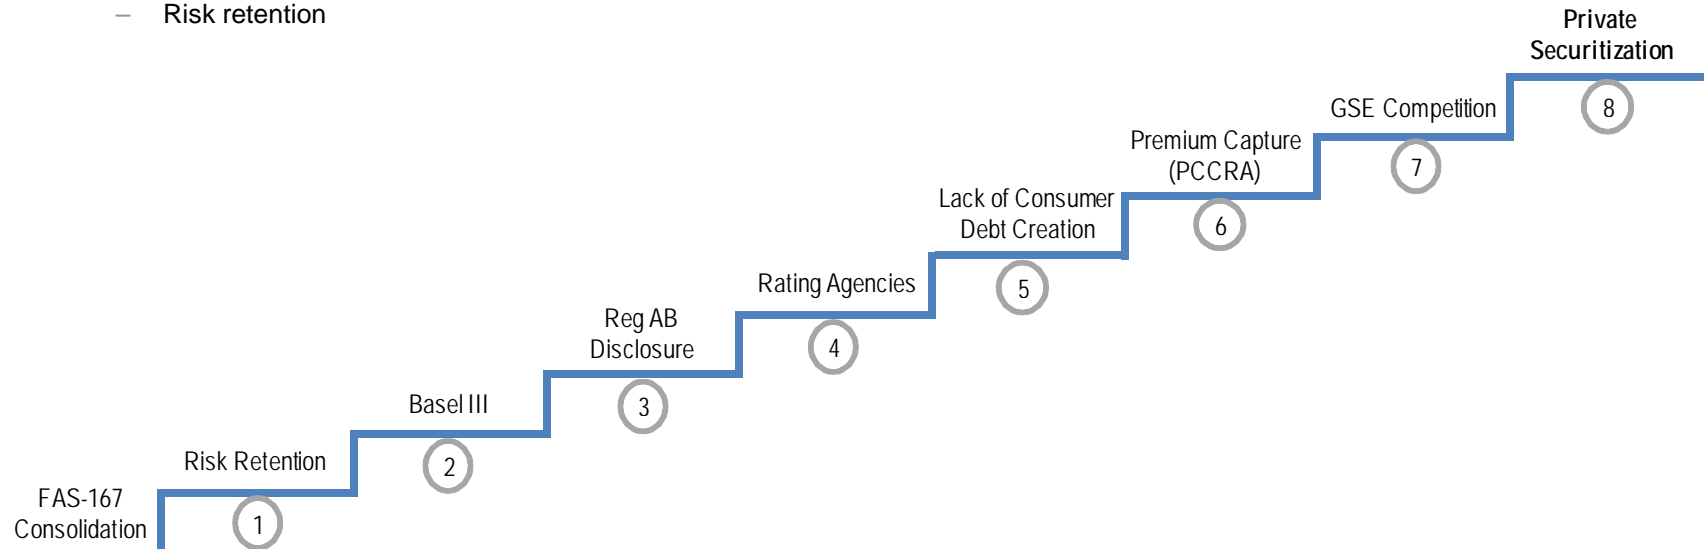 – Risk retention
Private
Securitization
8
GSE Competition
7
Premium Capture
(PCCRA)
6
Lack of Consumer
Debt Creation
5
Rating Agencies
4
Reg AB
Disclosure
3
Basel III
2
Risk Retention
1
FAS-167
Consolidation